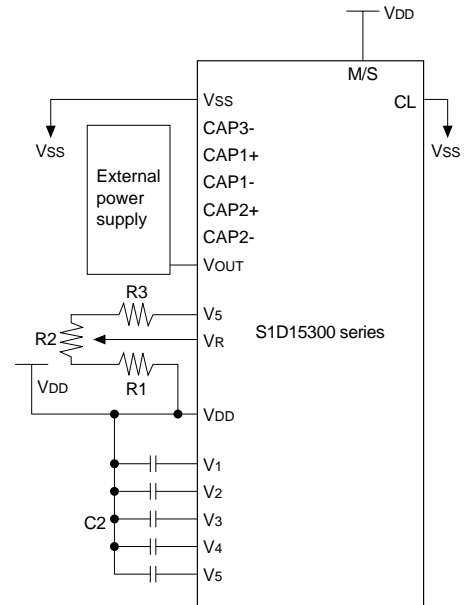 VDD
M/S
VSS
CL
CAP3-
VSS
VSS
CAP1+
External
power
supply
CAP1-
CAP2+
CAP2-
VOUT
R3
V5
R2
VR
S1D15300 series
R1
VDD
VDD
V1
V2
C2
V3
V4
V5